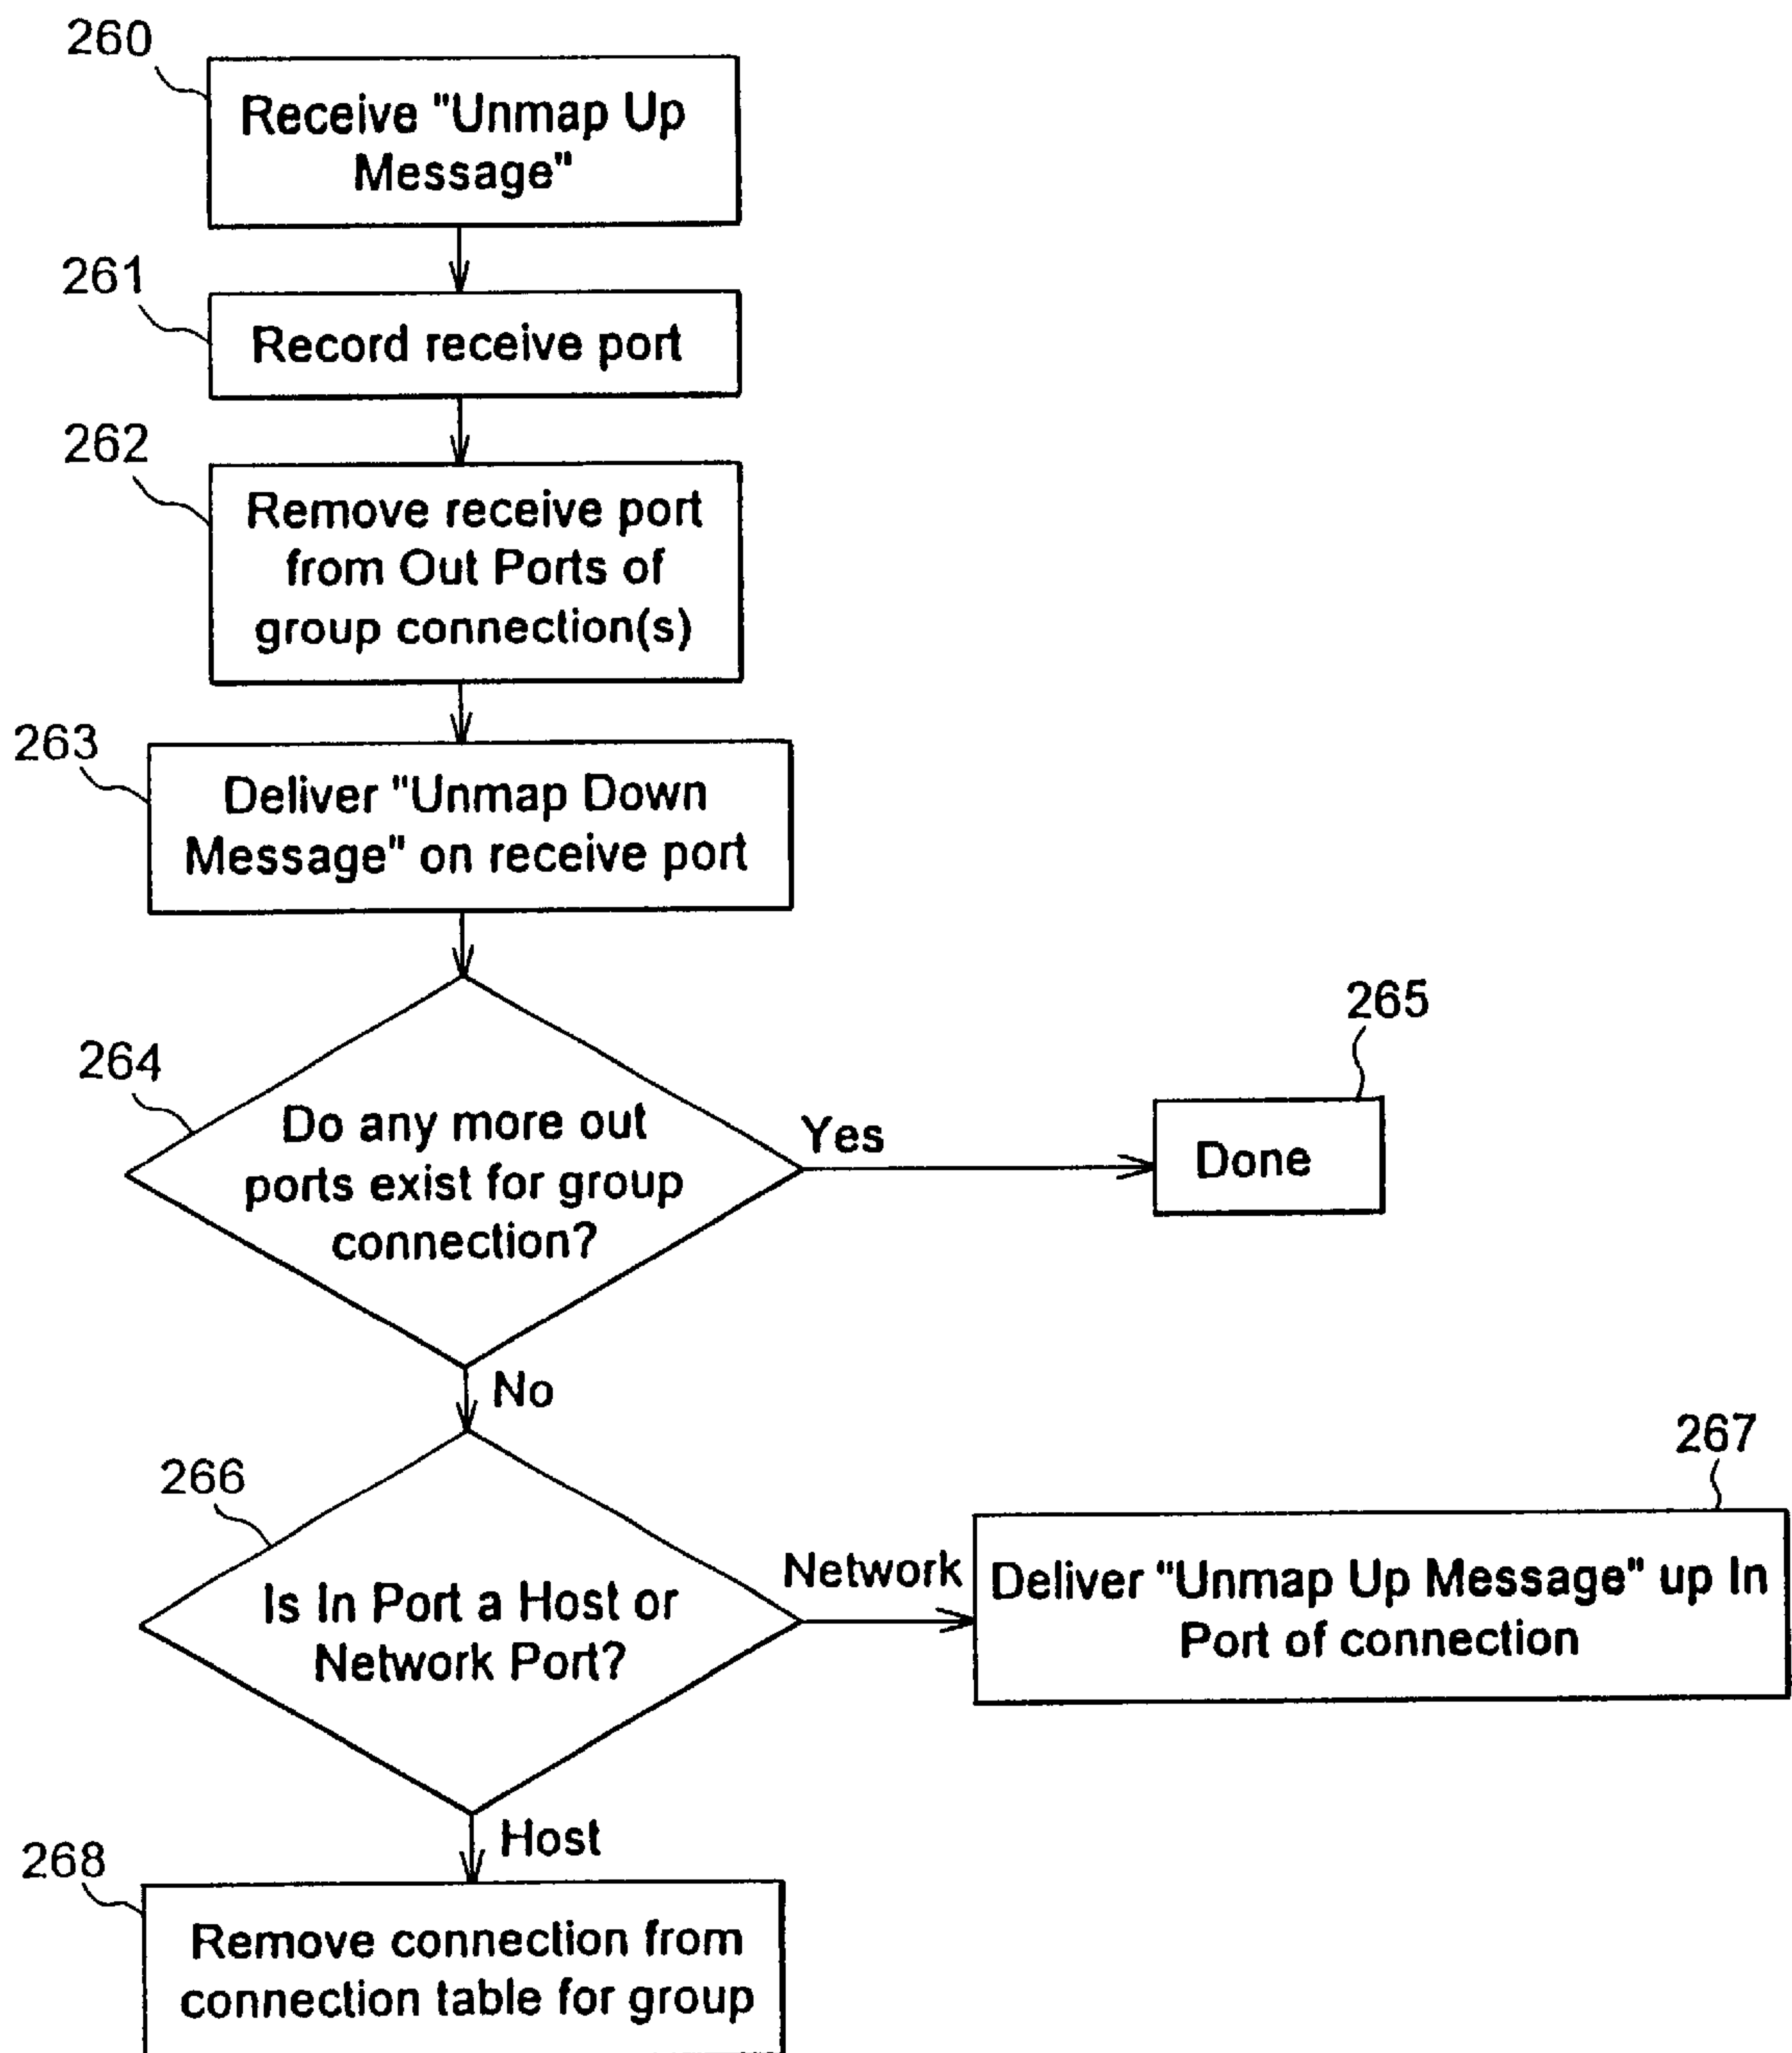 260
Receive "Unmap Up
Message"
261
Record receive port
262
Remove receive port
from Out Ports of
group connection(s)
263
Deliver "Unmap Down
Message" on receive port
264
Do any more out
ports exist for group
connection?
Yes
265
Done
No
266
Is In Port a Host or
Network Port?
Network
267
Deliver "Unmap Up Message" up In
Port of connection
Host
268
Remove connection from
connection table for group